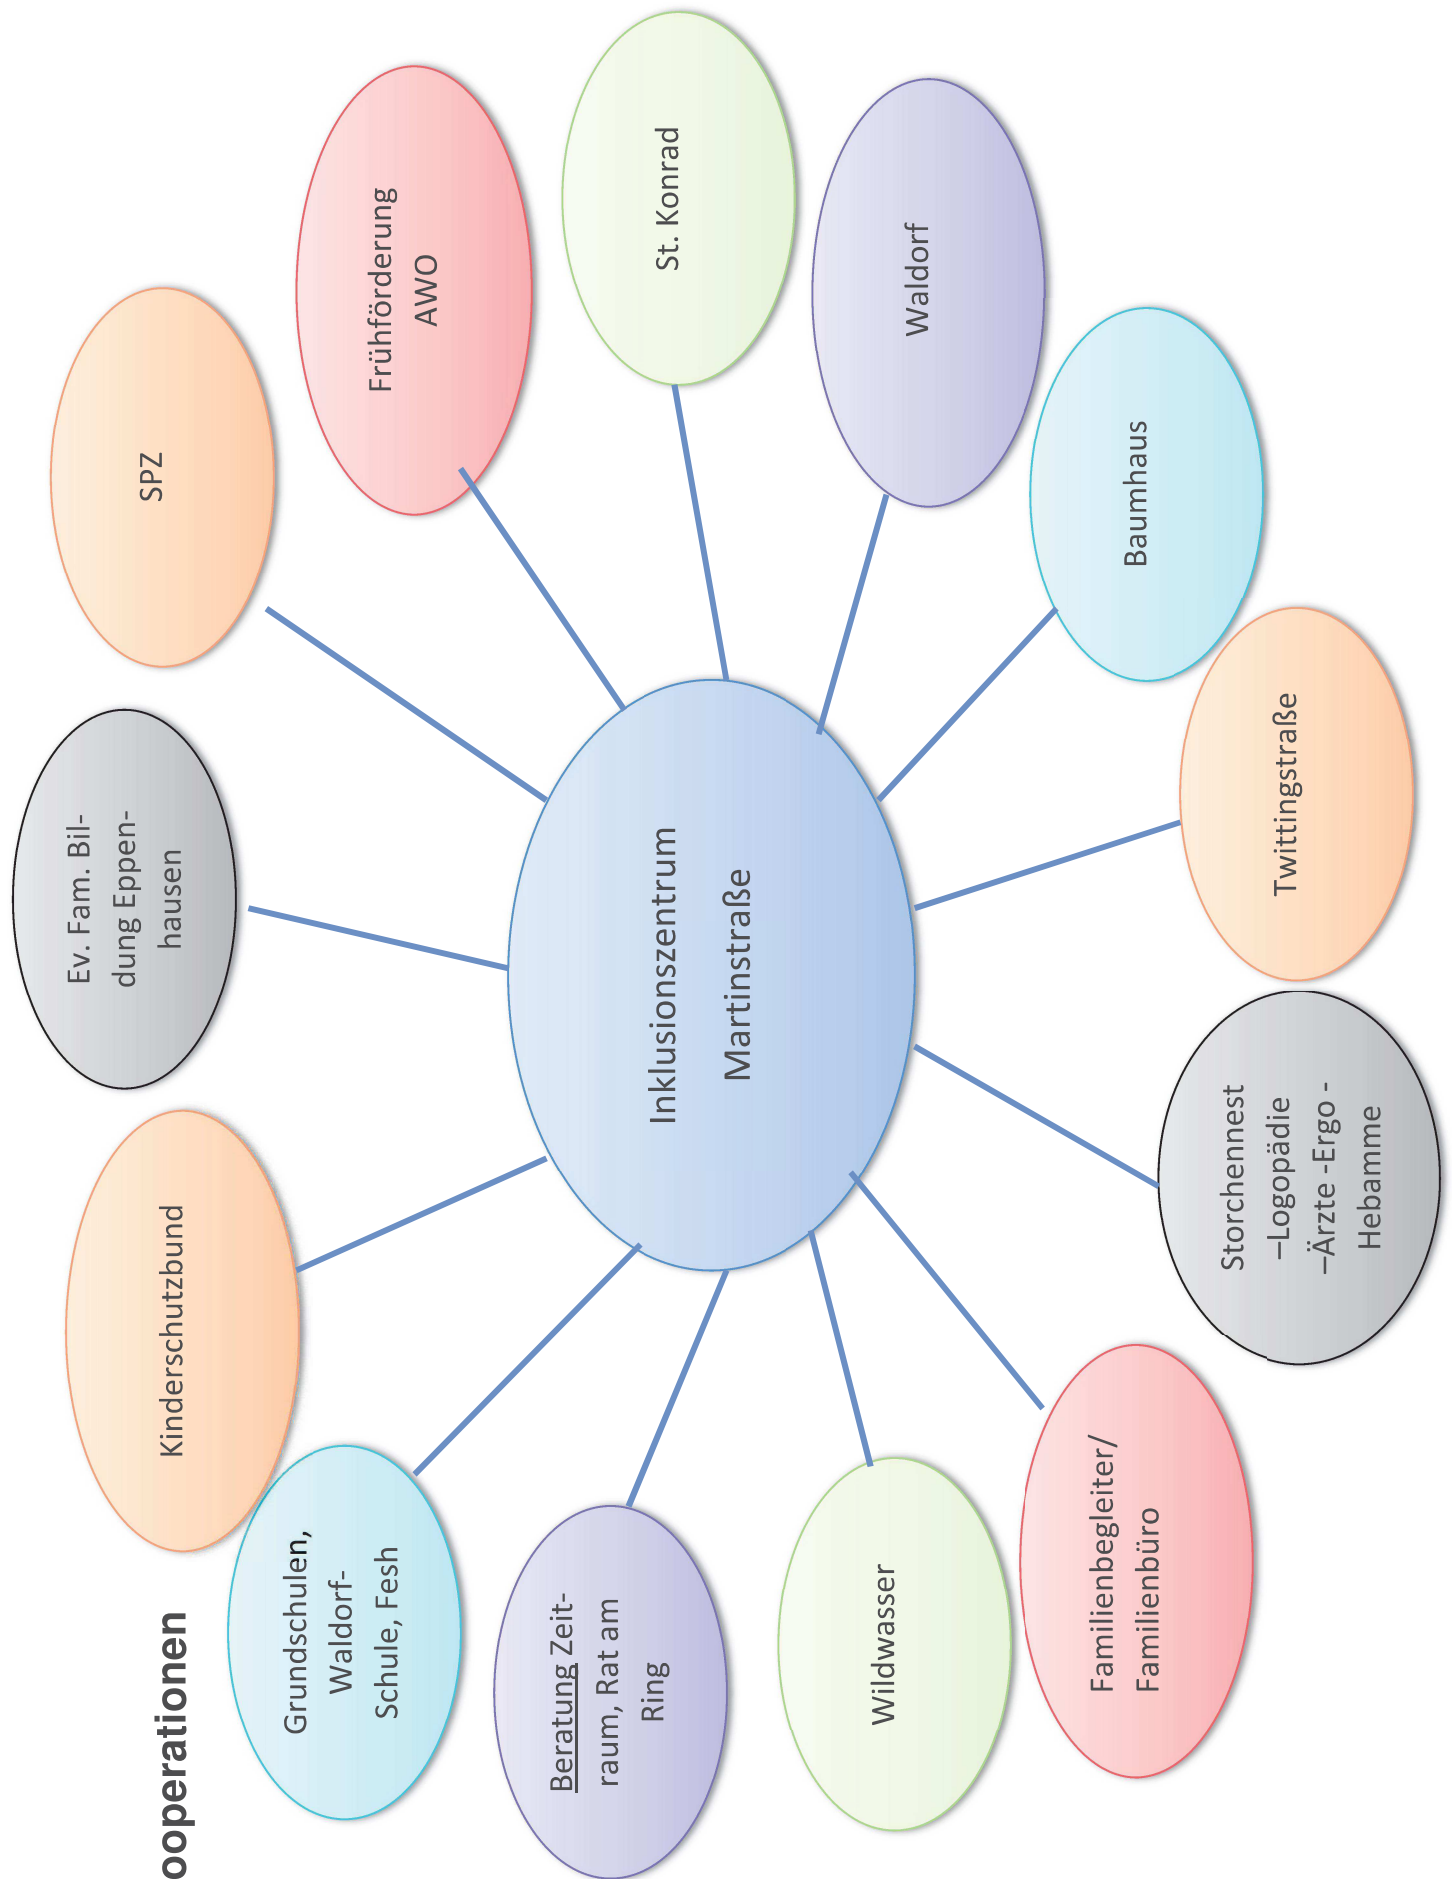 ooperationen
Kinderschutzbund
Ev. Fam. Bil-
dung Eppen-
hausen
SPZ
Frühförderung
AWO
Grundschulen,
Waldorf-
Schule, Fesh
Beratung Zeit-
raum, Rat am
Ring
Inklusionszentrum
Martinstraße
St. Konrad
Waldorf
Wildwasser
Familienbegleiter/
Familienbüro
Storchennest
–Logopädie
–Ärzte -Ergo -
Hebamme
Twittingstraße
Baumhaus